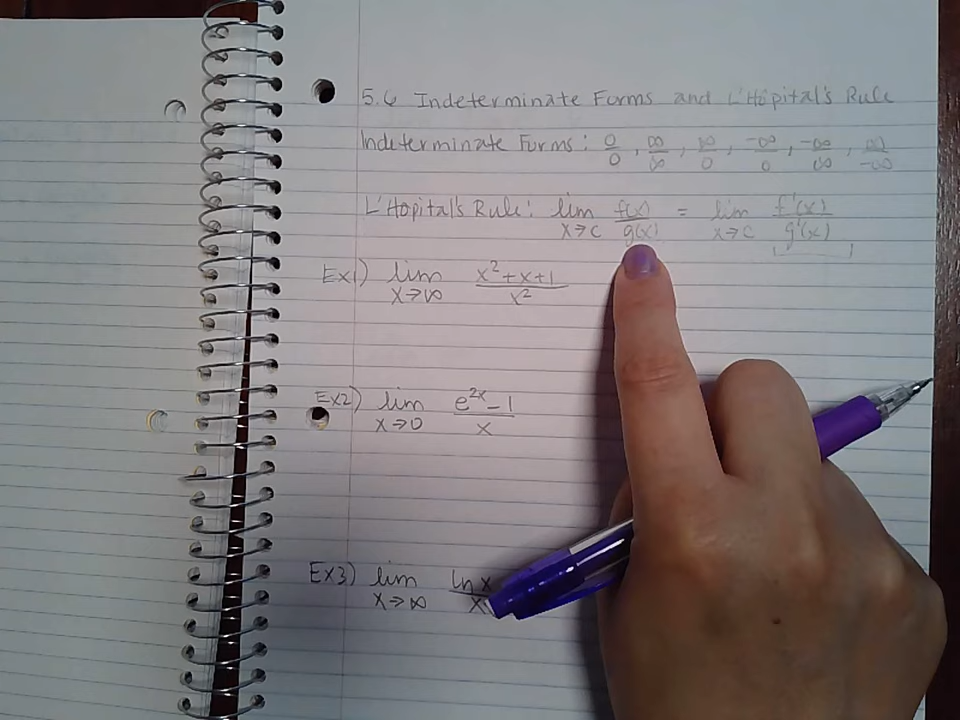 5.6 Indeterminate Forms and L'Hôpital's Rule
Indeterminate Forms: 0/0, ∞/∞, ∞/0, -∞/0, -∞/∞, ∞/-∞
L'Hôpital's Rule: lim x→c f(x)/g(x) = lim x→c f'(x)/g'(x)
Ex1) lim x→∞ x²+x+1/x²
Ex2) lim x→0 e²ˣ-1/x
Ex3) lim x→∞ ln x/x